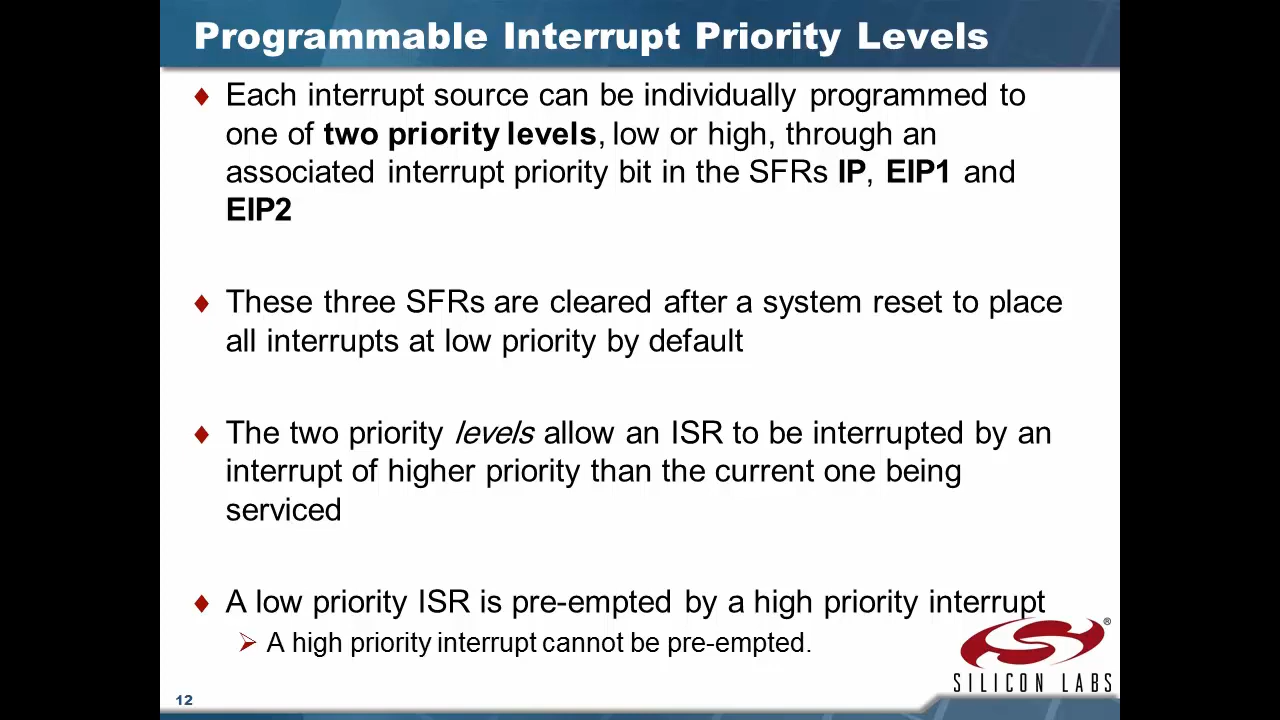 Programmable Interrupt Priority Levels
Each interrupt source can be individually programmed to
one of two priority levels, low or high, through an
associated interrupt priority bit in the SFRs IP, EIP1 and
EIP2
These three SFRs are cleared after a system reset to place
all interrupts at low priority by default
The two priority levels allow an ISR to be interrupted by an
interrupt of higher priority than the current one being
serviced
A low priority ISR is pre-empted by a high priority interrupt
A high priority interrupt cannot be pre-empted.
®
SILICON LABS
12